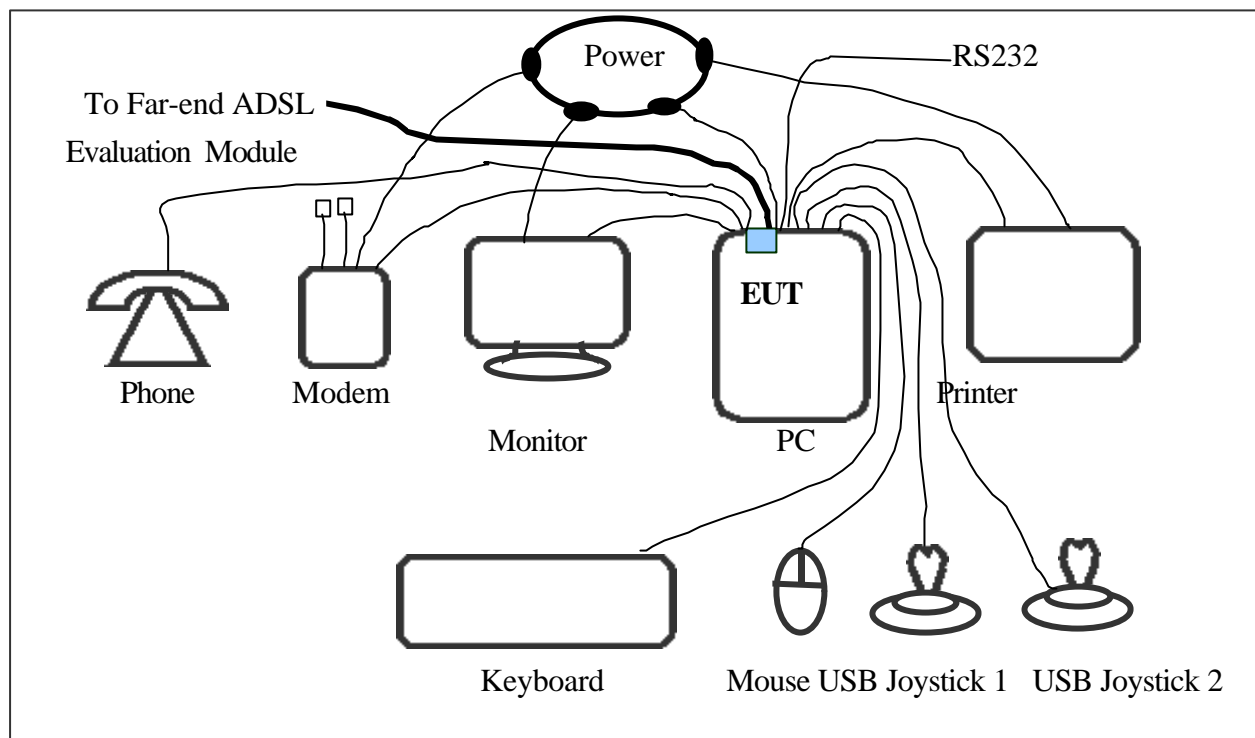 Power
RS232
To Far-end ADSL
Evaluation Module
EUT
Phone
Modem
Printer
Monitor
PC
Keyboard
Mouse USB Joystick 1
USB Joystick 2